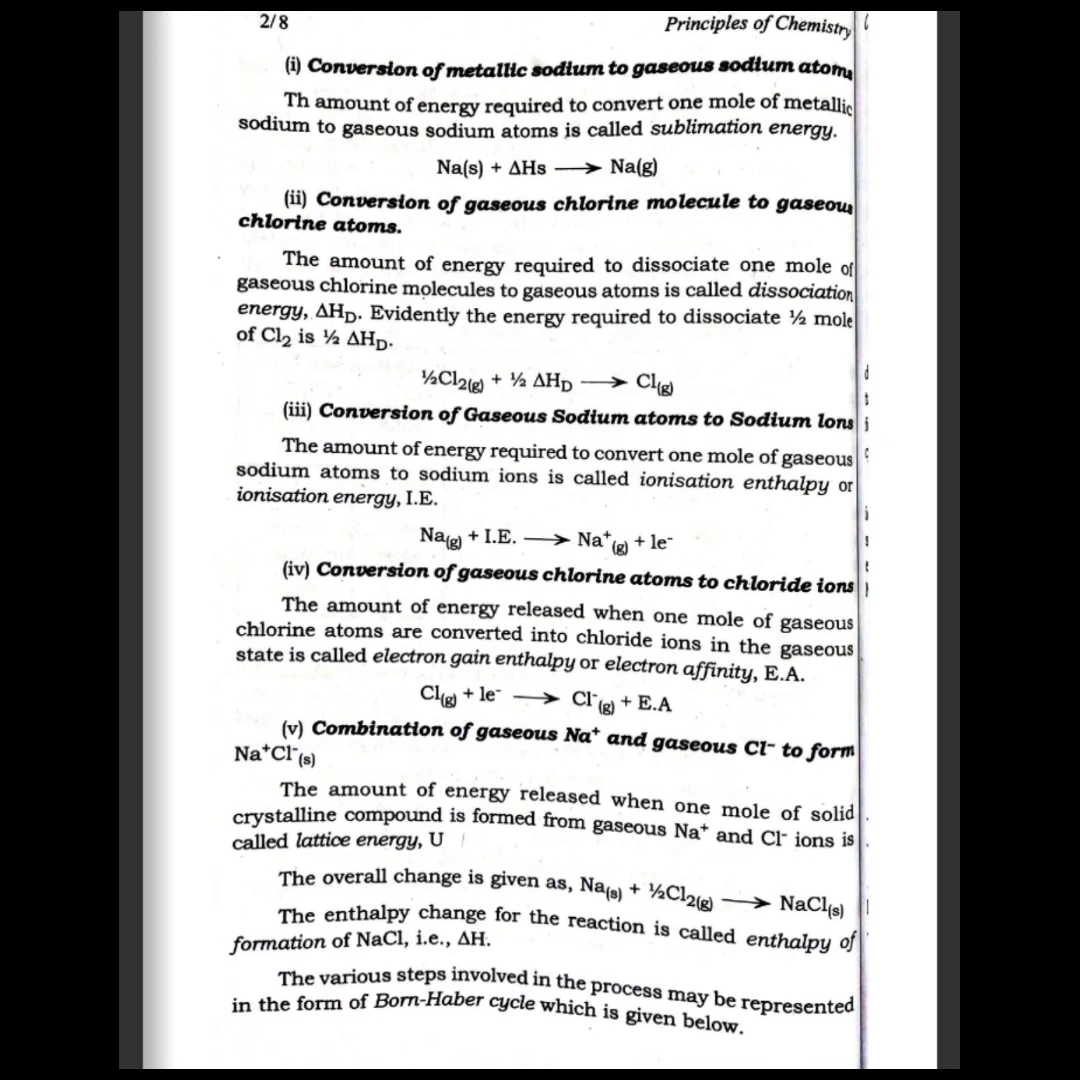 2/8 Principles of Chemistry
(i) Conversion of metallic sodium to gaseous sodium atoms
Th amount of energy required to convert one mole of metallic
sodium to gaseous sodium atoms is called sublimation energy.
Na(s) + ΔHs ⟶ Na(g)
(ii) Conversion of gaseous chlorine molecule to gaseous
chlorine atoms.
The amount of energy required to dissociate one mole of
gaseous chlorine molecules to gaseous atoms is called dissociation
energy, ΔH_D. Evidently the energy required to dissociate ½ mole
of Cl₂ is ½ ΔH_D.
½Cl₂(g) + ½ ΔH_D ⟶ Cl(g)
(iii) Conversion of Gaseous Sodium atoms to Sodium Ions
The amount of energy required to convert one mole of gaseous
sodium atoms to sodium ions is called ionisation enthalpy or
ionisation energy, I.E.
Na(g) + I.E. ⟶ Na⁺(g) + le⁻
(iv) Conversion of gaseous chlorine atoms to chloride ions
The amount of energy released when one mole of gaseous
chlorine atoms are converted into chloride ions in the gaseous
state is called electron gain enthalpy or electron affinity, E.A.
Cl(g) + le⁻ ⟶ Cl⁻(g) + E.A
(v) Combination of gaseous Na⁺ and gaseous Cl⁻ to form
Na⁺Cl⁻(s)
The amount of energy released when one mole of solid
crystalline compound is formed from gaseous Na⁺ and Cl⁻ ions is
called lattice energy, U
The overall change is given as, Na(s) + ½Cl₂(g) ⟶ NaCl(s)
The enthalpy change for the reaction is called enthalpy of
formation of NaCl, i.e., ΔH.
The various steps involved in the process may be represented
in the form of Born-Haber cycle which is given below.